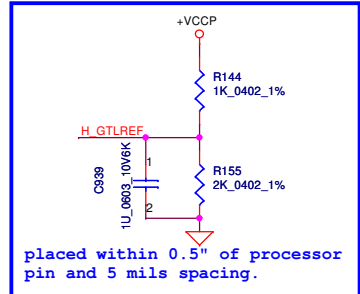 +VCCP
R144
1K_0402_1%
H_GTLREF
1
C939
1U_0603_10V6K
2
R155
2K_0402_1%
placed within 0.5" of processor
pin and 5 mils spacing.